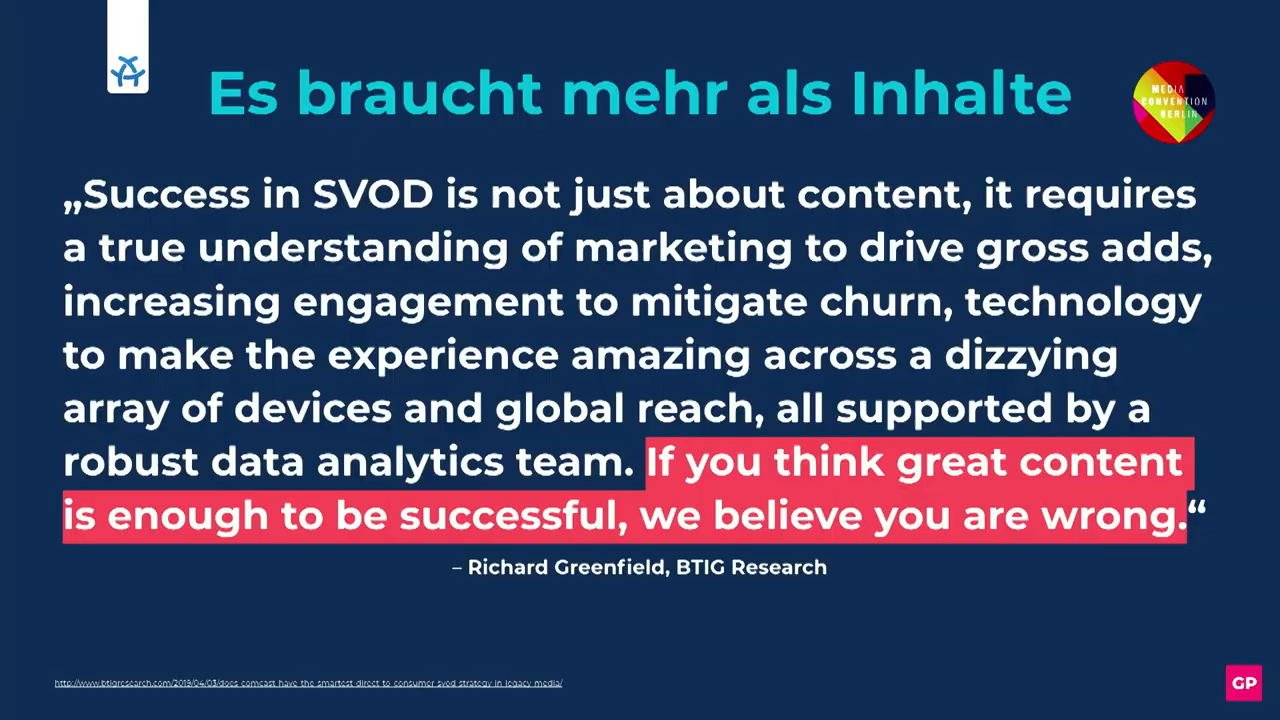 Es braucht mehr als Inhalte
MEDIA
CONVENTION
BERLIN
„Success in SVOD is not just about content, it requires
a true understanding of marketing to drive gross adds,
increasing engagement to mitigate churn, technology
to make the experience amazing across a dizzying
array of devices and global reach, all supported by a
robust data analytics team. If you think great content
is enough to be successful, we believe you are wrong.“
– Richard Greenfield, BTIG Research
http://www.btigresearch.com/2019/04/03/does-comcast-have-the-smartest-direct-to-consumer-svod-strategy-in-legacy-media/
GP